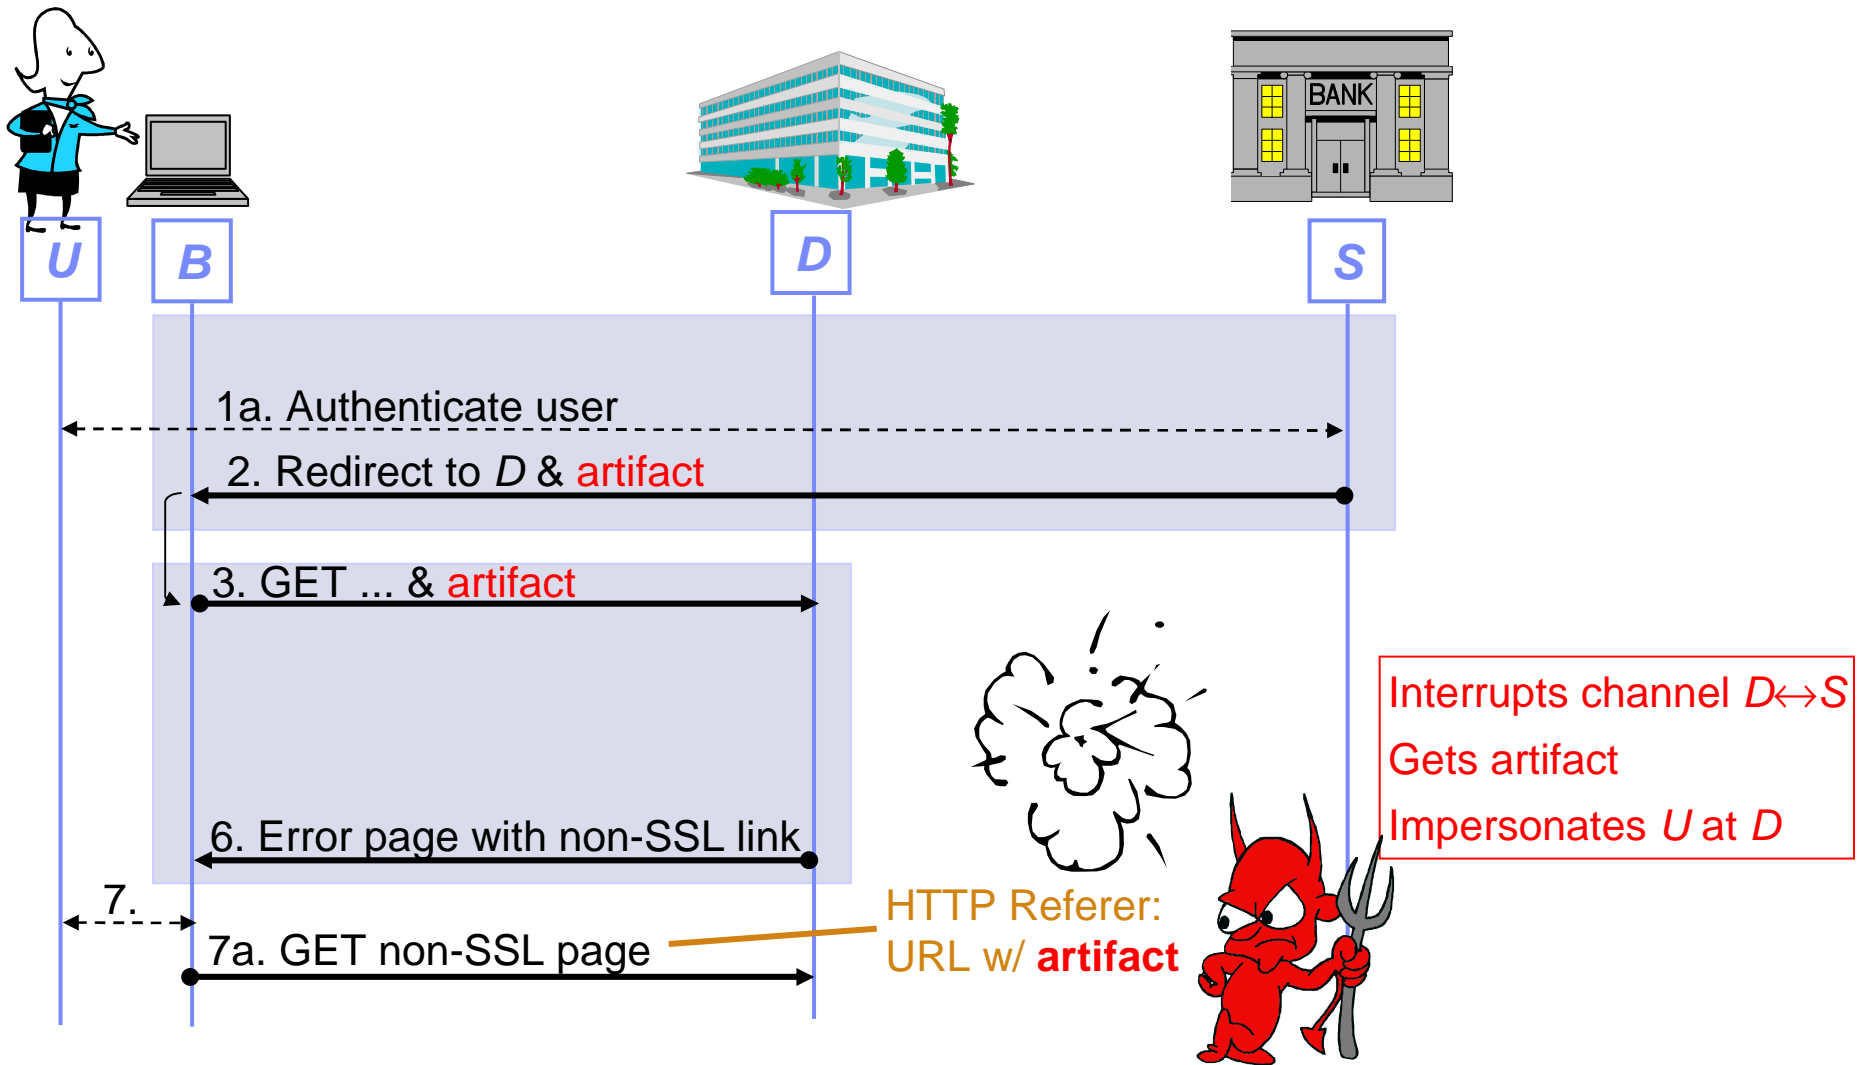 BANK
U
B
D
S
1a. Authenticate user
2. Redirect to D & artifact
3. GET ... & artifact
Interrupts channel D↔S
Gets artifact
Impersonates U at D
6. Error page with non-SSL link
7.
HTTP Referer:
URL w/ artifact
7a. GET non-SSL page